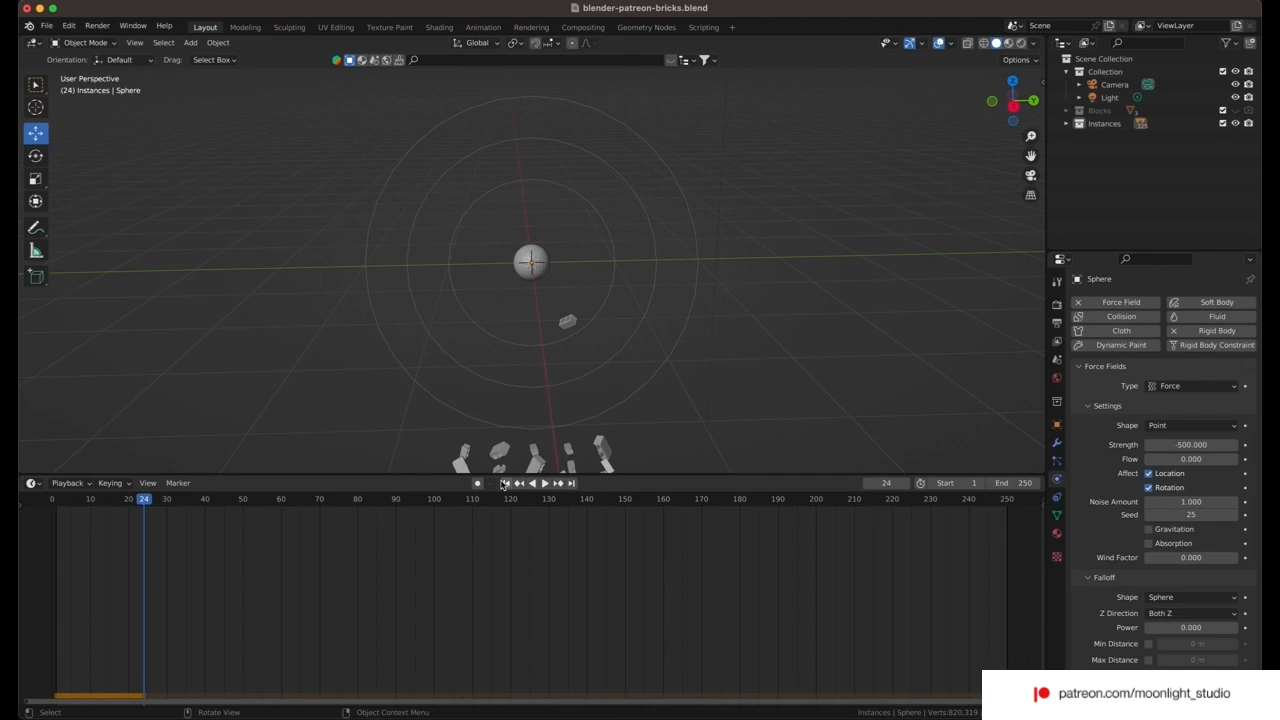 blender-patreon-bricks.blend
File Edit Render Window Help Layout Modeling Sculpting UV Editing Texture Paint Shading Animation Rendering Compositing Geometry Nodes Scripting + Scene ViewLayer
Object Mode View Select Add Object Global
Orientation: Default Drag: Select Box Options
User Perspective
(24) Instances | Sphere
Z
Y
Scene Collection
Collection
Camera
Light
Blocks
Instances
Sphere
Force Field Soft Body
Collision Fluid
Cloth Rigid Body
Dynamic Paint Rigid Body Constraint
Force Fields
Type Force
Settings
Shape Point
Strength -500.000
Flow 0.000
Affect Location
Rotation
Noise Amount 1.000
Seed 25
Gravitation
Absorption
Wind Factor 0.000
Falloff
Shape Sphere
Z Direction Both Z
Power 0.000
Min Distance 0 m
Max Distance 0 m
Playback Keying View Marker 24 Start 1 End 250
0 10 20 24 30 40 50 60 70 80 90 100 110 120 130 140 150 160 170 180 190 200 210 220 230 240 250
patreon.com/moonlight_studio
Select Rotate View Object Context Menu Instances | Sphere | Verts:820,319